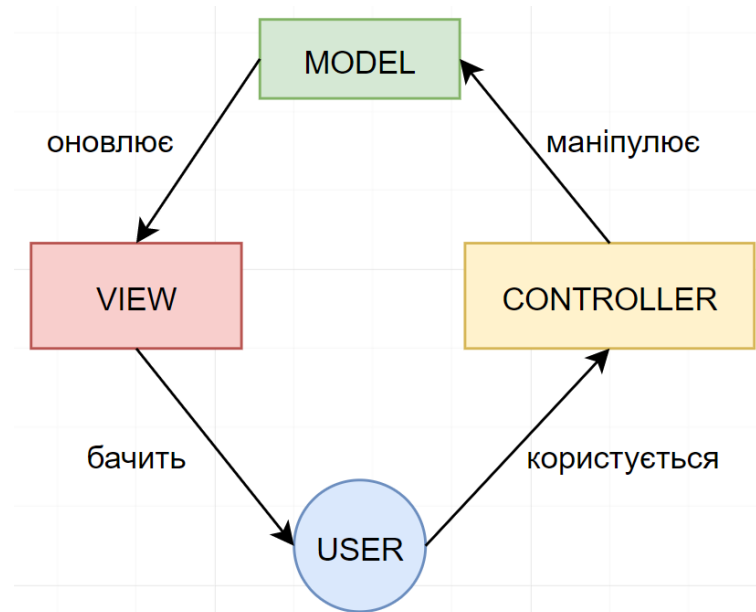 MODEL
оновлює
маніпулює
VIEW
CONTROLLER
бачить
користується
USER